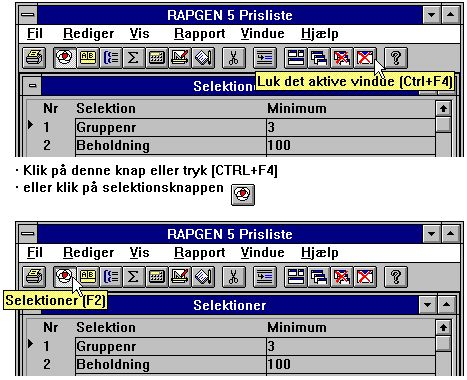 RAPGEN 5 Prisliste
Fil Rediger Vis Rapport Vindue Hjælp
Selektion
Luk det aktive vindue (Ctrl+F4)
Nr Selektion Minimum
1 Gruppenr 3
2 Beholdning 100
· Klik på denne knap eller tryk [CTRL+F4]
· eller klik på selektionsknappen
RAPGEN 5 Prisliste
Fil Rediger Vis Rapport Vindue Hjælp
Selektioner (F2)
Selektioner
Nr Selektion Minimum
1 Gruppenr 3
2 Beholdning 100